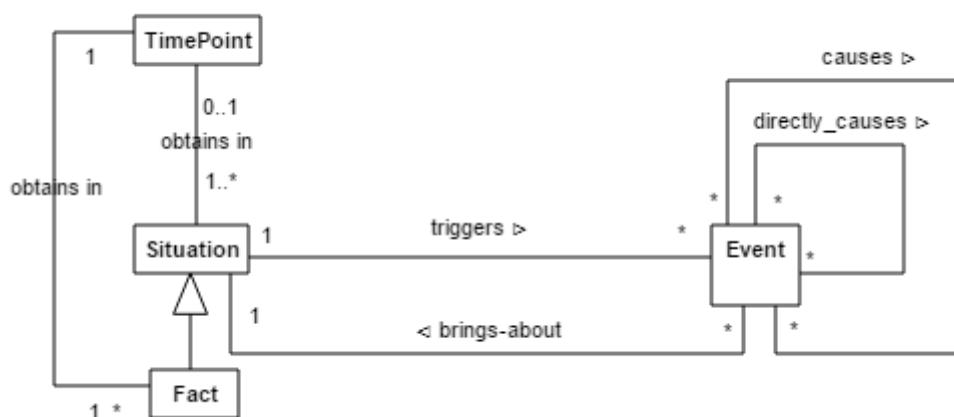 TimePoint
1
causes ⊳
0..1
directly_causes ⊳
obtains in
obtains in
1..*
*
*
triggers ⊳
Situation
1
*
Event
*
1
⊲ brings-about
*
*
Fact
1..*